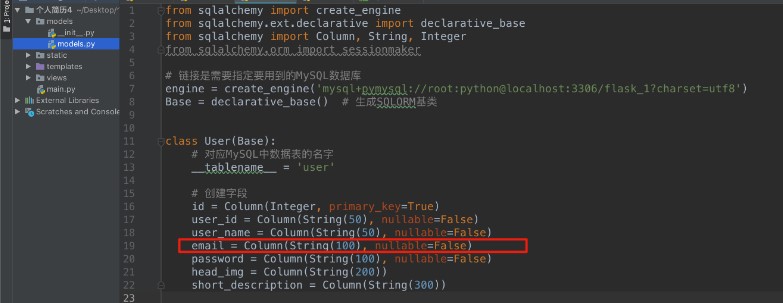 1: Project
个人简历4 ~/Desktop/
models
__init__.py
models.py
static
templates
views
main.py
External Libraries
Scratches and Console
1 from sqlalchemy import create_engine
2 from sqlalchemy.ext.declarative import declarative_base
3 from sqlalchemy import Column, String, Integer
4 from sqlalchemy.orm import sessionmaker
5
6 # 链接是需要指定要用到的MySQL数据库
7 engine = create_engine('mysql+pymysql://root:python@localhost:3306/flask_1?charset=utf8')
8 Base = declarative_base() # 生成SQLORM基类
9
10
11 class User(Base):
12 # 对应MySQL中数据表的名字
13 __tablename__ = 'user'
14
15 # 创建字段
16 id = Column(Integer, primary_key=True)
17 user_id = Column(String(50), nullable=False)
18 user_name = Column(String(50), nullable=False)
19 email = Column(String(100), nullable=False)
20 password = Column(String(100), nullable=False)
21 head_img = Column(String(200))
22 short_description = Column(String(300))
23